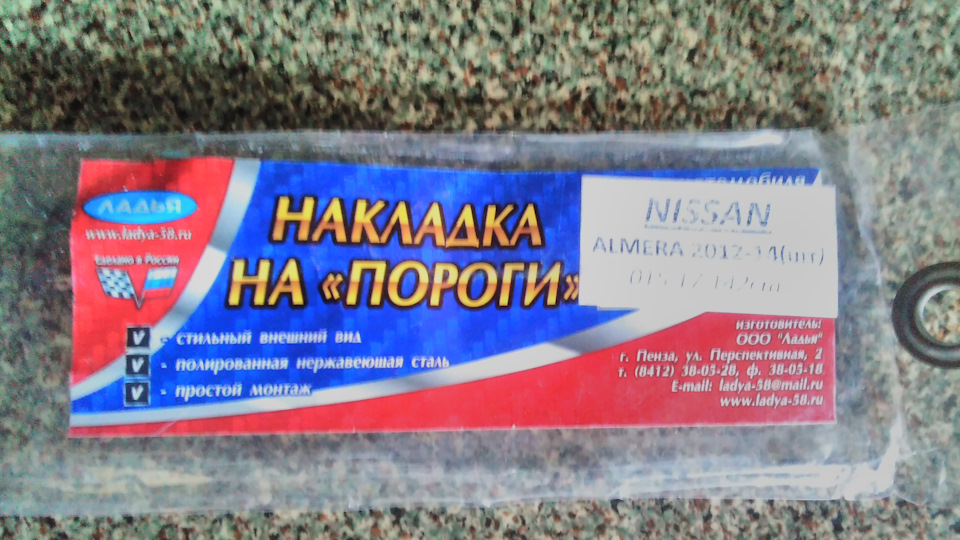 ЛАДЬЯ
www.ladya-58.ru
Сделано в России
НАКЛАДКА
НА «ПОРОГИ»
- стильный внешний вид
- полированная нержавеющая сталь
- простой монтаж
NISSAN
ALMERA 2012-14(шт)
изготовитель:
ООО "Ладья"
г. Пенза, ул. Перспективная, 2
т. (8412) 38-05-28, ф. 38-05-18
E-mail: ladya-58@mail.ru
www.ladya-58.ru